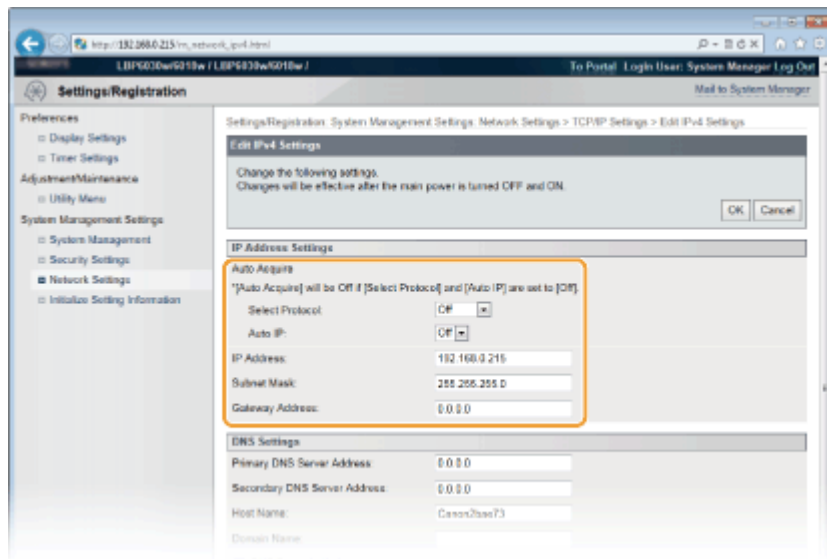 http://192.168.0.215/m_network_ipv4.html
LBP6030w/6018w / LBP6030w/6018w /
To Portal Login User: System Manager Log Out
Settings/Registration
Mail to System Manager
Preferences
Display Settings
Timer Settings
Adjustment/Maintenance
Utility Menu
System Management Settings
System Management
Security Settings
Network Settings
Initialize Setting Information
Settings/Registration: System Management Settings: Network Settings > TCP/IP Settings > Edit IPv4 Settings
Edit IPv4 Settings
Change the following settings.
Changes will be effective after the main power is turned OFF and ON.
OK Cancel
IP Address Settings
Auto Acquire
*[Auto Acquire] will be Off if [Select Protocol] and [Auto IP] are set to [Off].
Select Protocol: Off
Auto IP: Off
IP Address: 192.168.0.215
Subnet Mask: 255.255.255.0
Gateway Address: 0.0.0.0
DNS Settings
Primary DNS Server Address: 0.0.0.0
Secondary DNS Server Address: 0.0.0.0
Host Name:
Domain Name: